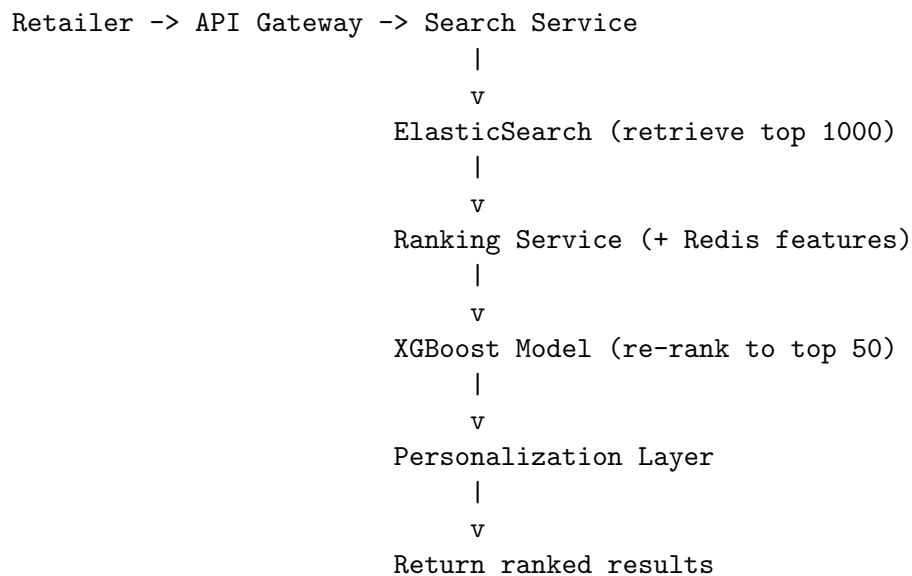 Retailer -> API Gateway -> Search Service
|
v
ElasticSearch (retrieve top 1000)
|
v
Ranking Service (+ Redis features)
|
v
XGBoost Model (re-rank to top 50)
|
v
Personalization Layer
|
v
Return ranked results